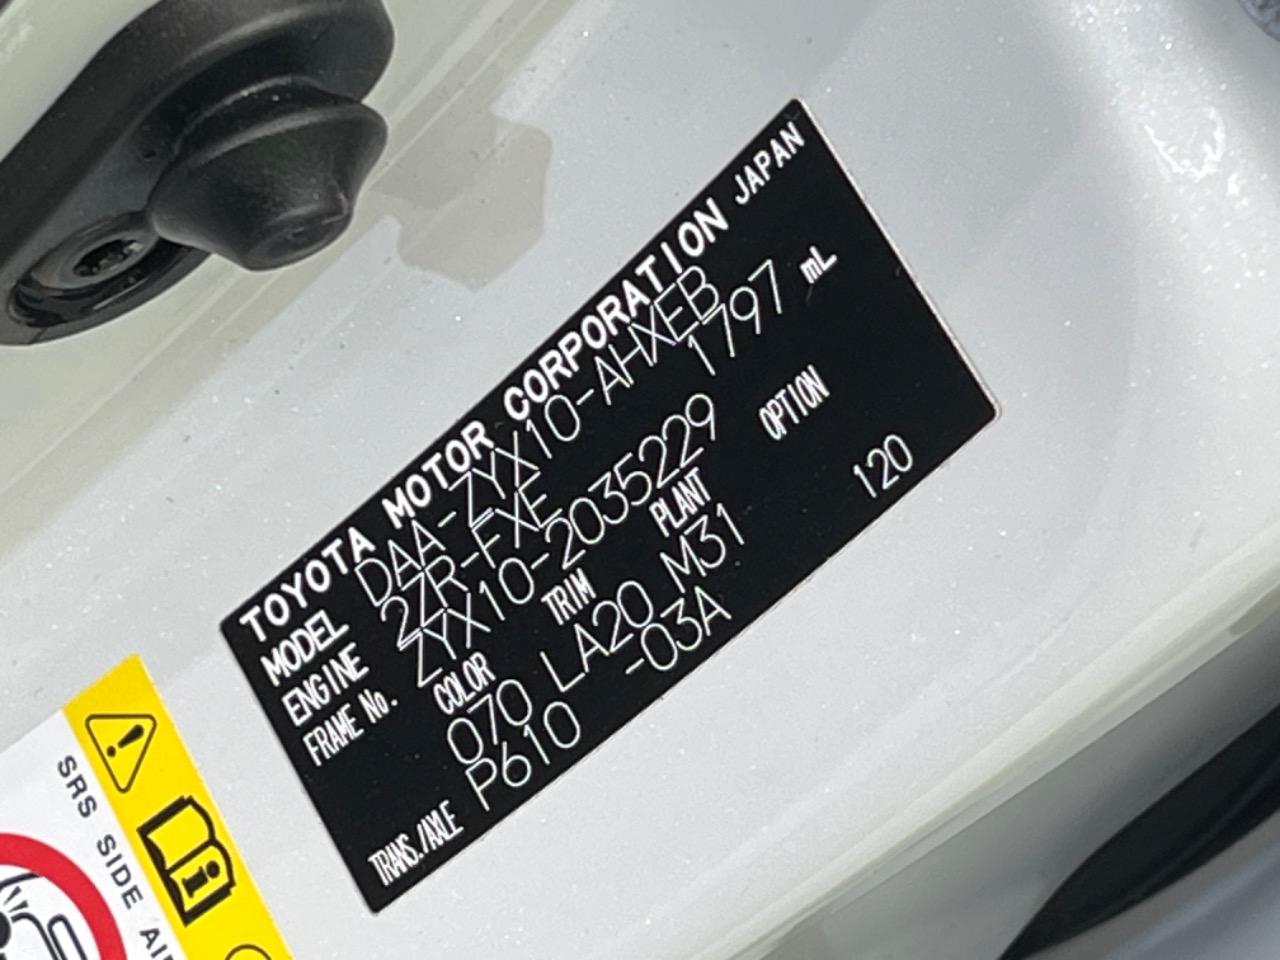 TOYOTA MOTOR CORPORATION JAPAN
MODEL DAA-ZYX10-AHXEB
ENGINE 2ZR-FXE 1797 mL
FRAME No. ZYX10-2035229
COLOR TRIM PLANT OPTION
070 LA20 M31 120
TRANS./AXLE P610 -03A
SRS SIDE AI